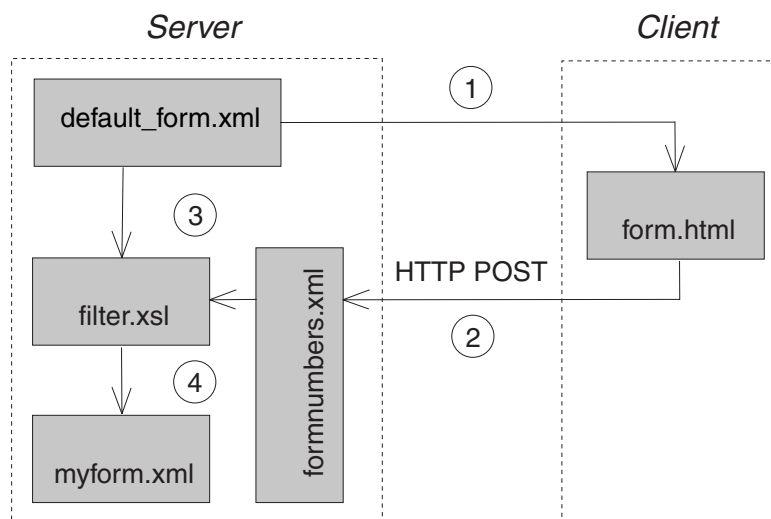 Server
Client
1
default_form.xml
3
form.html
HTTP POST
formnumbers.xml
filter.xsl
2
4
myform.xml